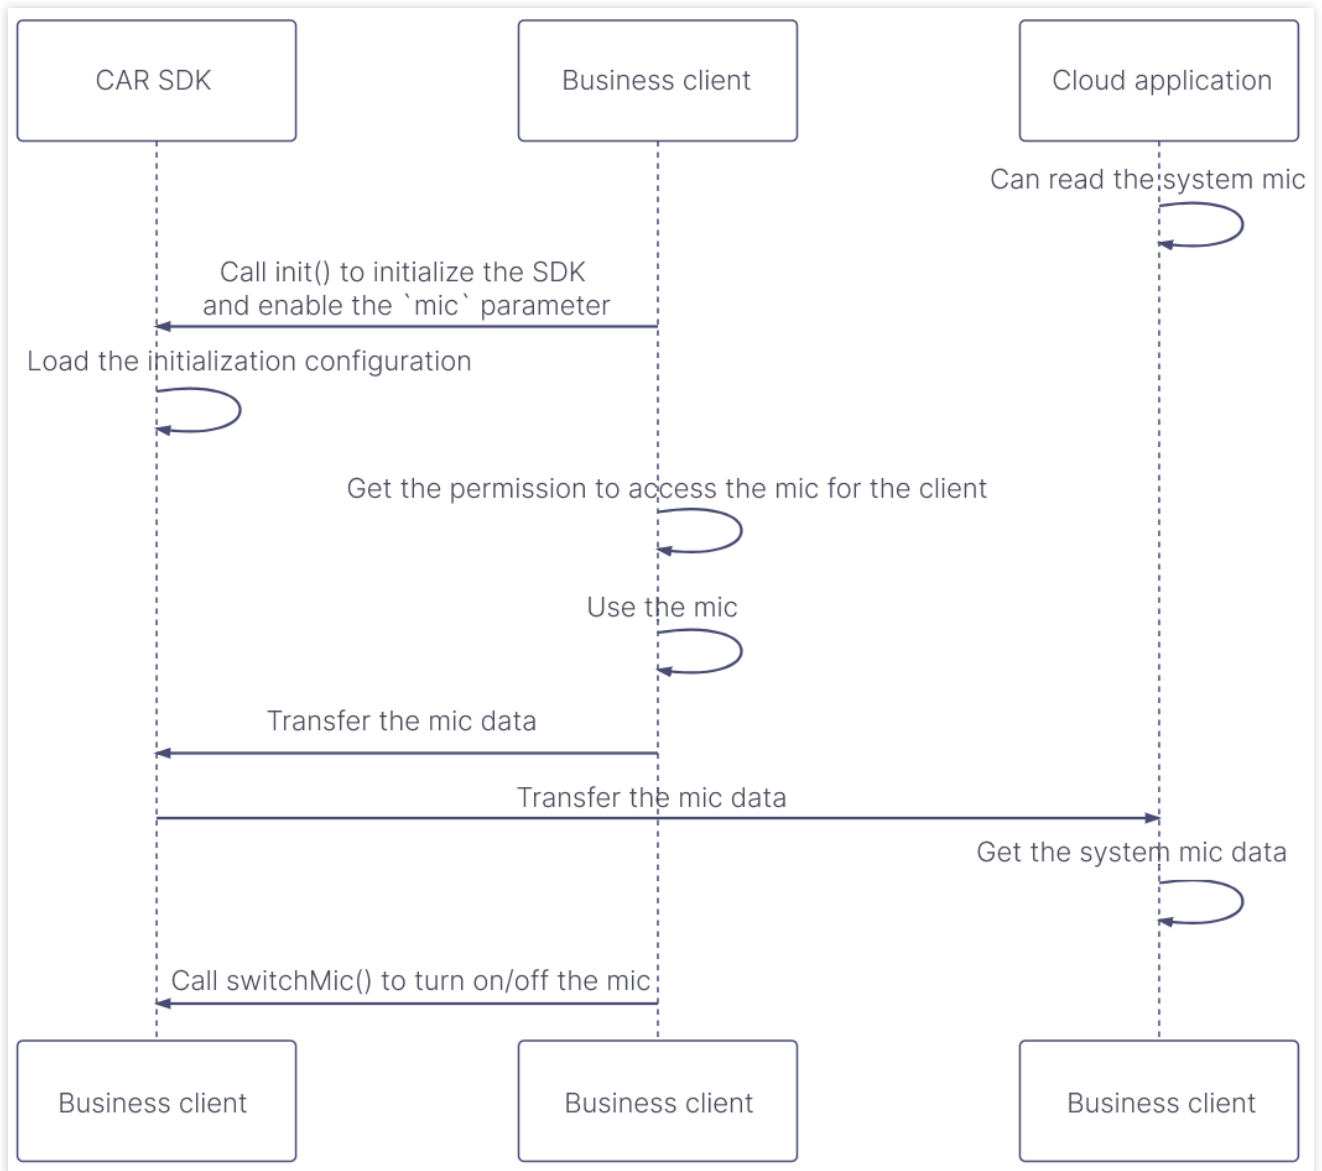 CAR SDK
Business client
Cloud application
Can read the system mic
Call init() to initialize the SDK
and enable the `mic` parameter
Load the initialization configuration
Get the permission to access the mic for the client
Use the mic
Transfer the mic data
Transfer the mic data
Get the system mic data
Call switchMic() to turn on/off the mic
Business client
Business client
Business client